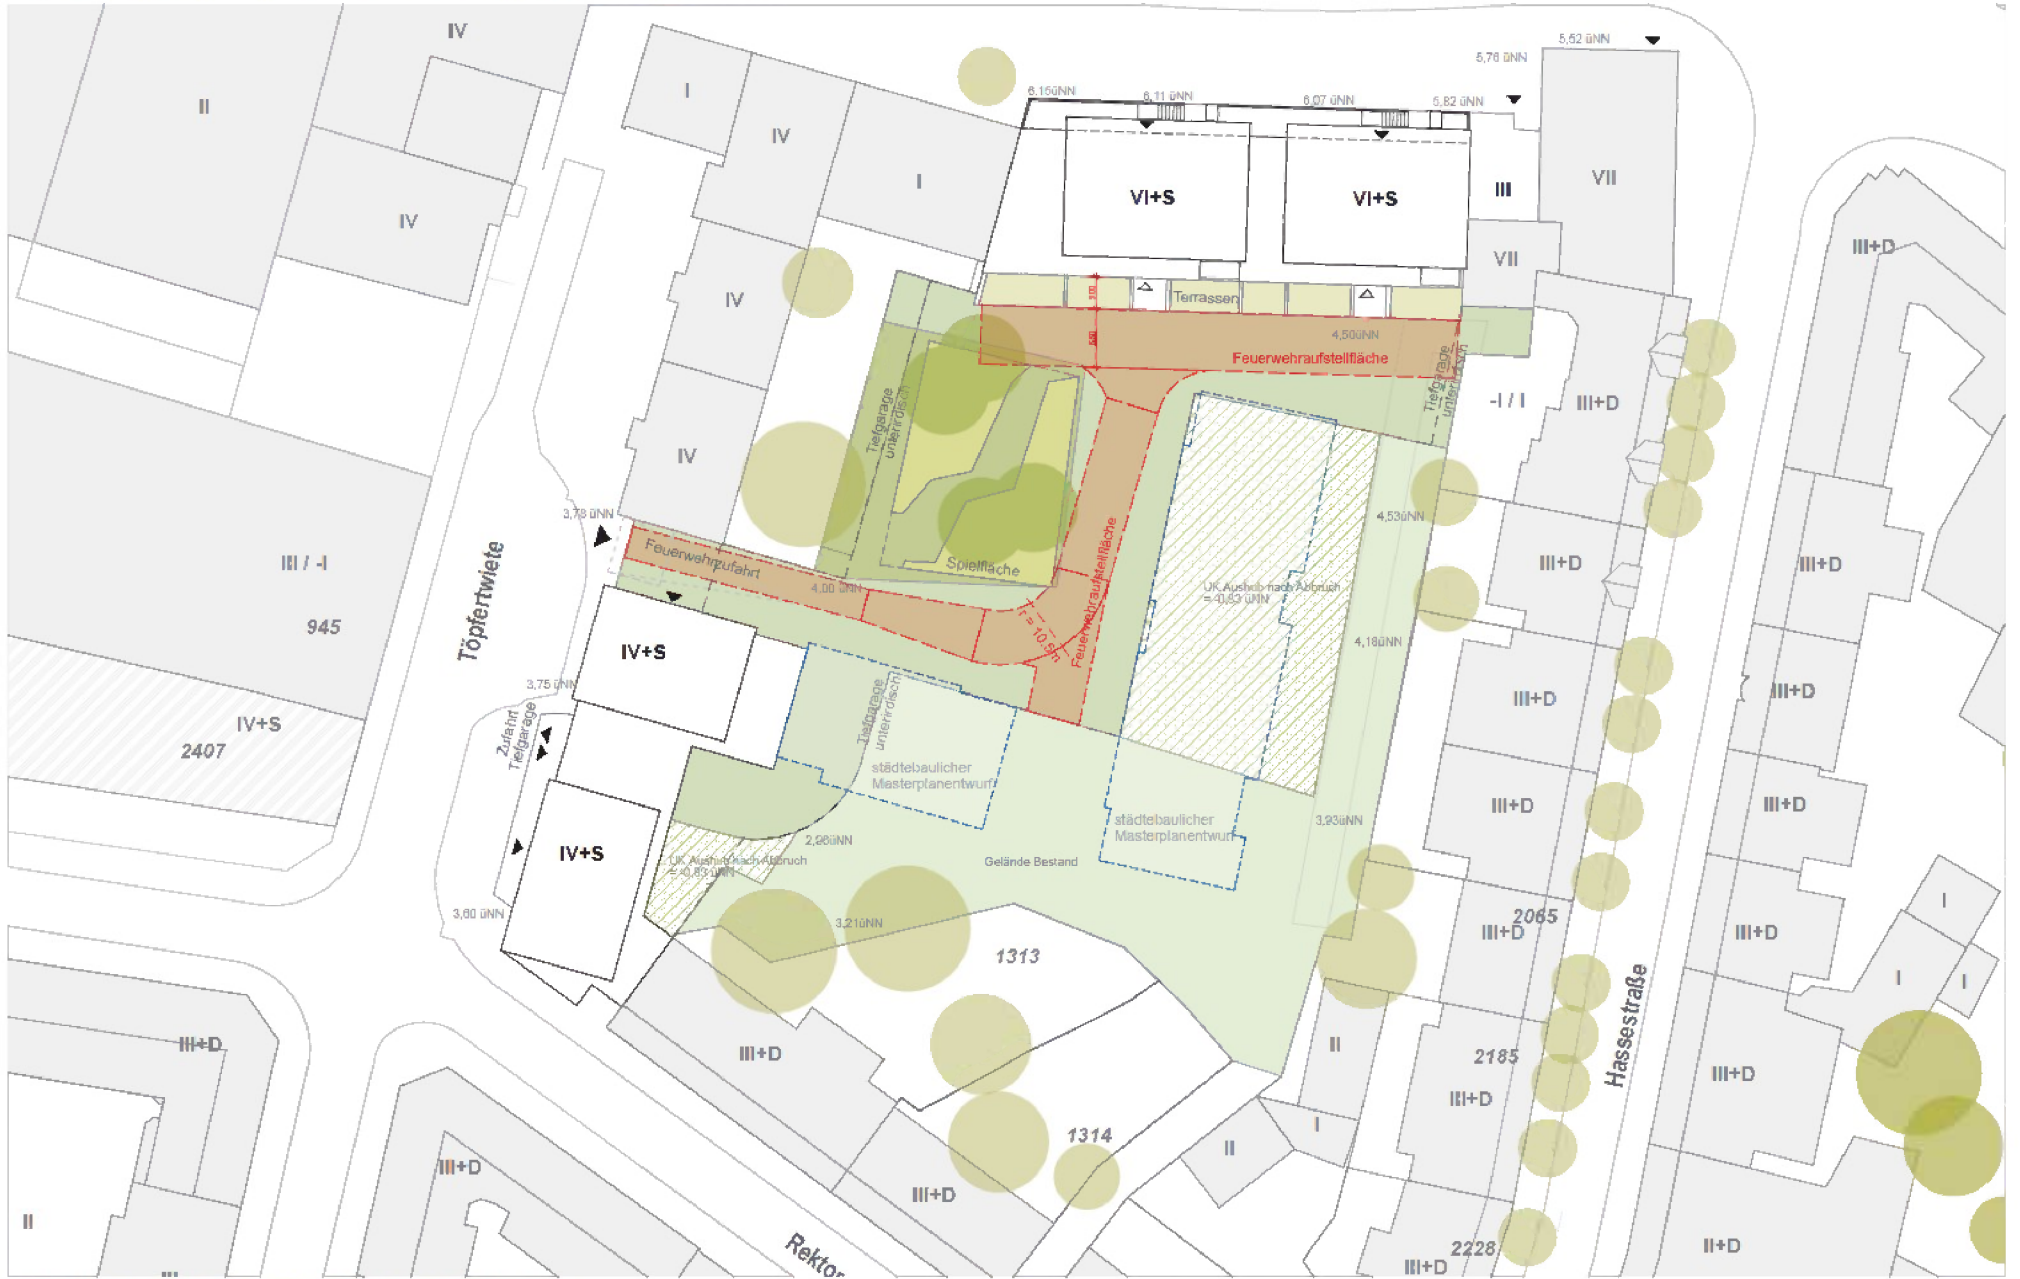 IV
II
I
IV
IV
I
IV
IV
6,15üNN
6,11 üNN
6,07 üNN
5,82 üNN
5,76 üNN
5,52 üNN
VI+S
VI+S
III
VII
VII
III+D
Terrassen
4,50üNN
Feuerwehraufstellfläche
Tiefgarage
unterirdisch
Tiefgarage
unterirdisch
-I / I
III+D
3,78 üNN
Feuerwehrzufahrt
4,00 üNN
Spielfläche
Feuerwehraufstellfläche
r = 10,5m
UK Aushub nach Abbruch
= -0,83 üNN
4,53üNN
4,18üNN
III+D
III+D
III / -I
945
Töpfertwiete
IV+S
IV+S
2407
3,75 üNN
Zufahrt
Tiefgarage
Tiefgarage
unterirdisch
städtebaulicher
Masterplanentwurf
städtebaulicher
Masterplanentwurf
III+D
III+D
IV+S
UK Aushub nach Abbruch
= -0,83 üNN
2,96üNN
Gelände Bestand
3,93üNN
III+D
III+D
3,60 üNN
3,21üNN
1313
2065
III+D
III+D
I
I
I
III+D
III+D
II
2185
III+D
Hassestraße
III+D
III+D
1314
I
II
III+D
II
Rektor
2228
III+D
II+D
III